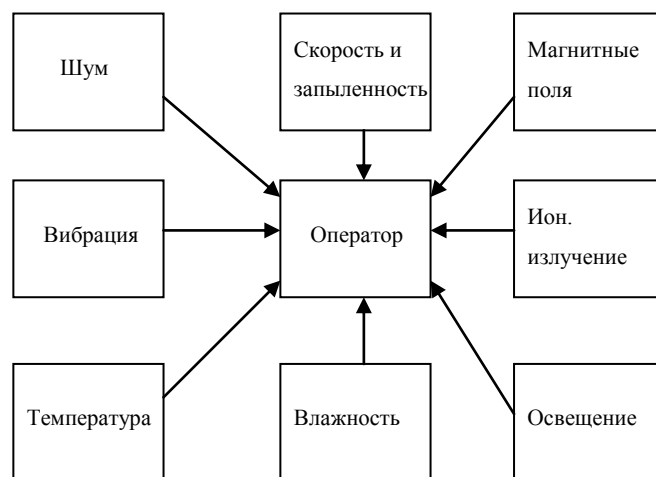 Шум
Скорость и
запыленность
Магнитные
поля
Вибрация
Оператор
Ион.
излучение
Температура
Влажность
Освещение